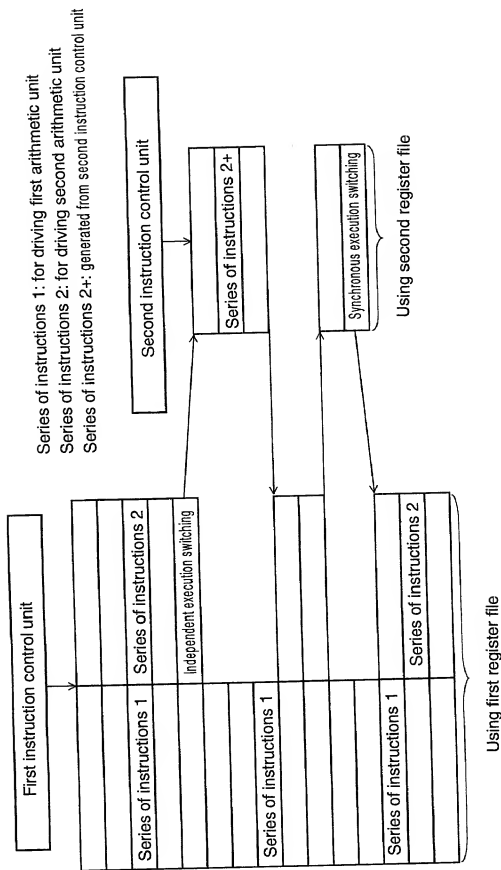 Series of instructions 1: for driving first arithmetic unit
Series of instructions 2: for driving second arithmetic unit
Series of instructions 2+: generated from second instruction control unit
First instruction control unit
Second instruction control unit
Series of instructions 1
Series of instructions 2
Independent execution switching
Series of instructions 2+
Series of instructions 1
Synchronous execution switching
Series of instructions 1
Series of instructions 2
Using second register file
Using first register file